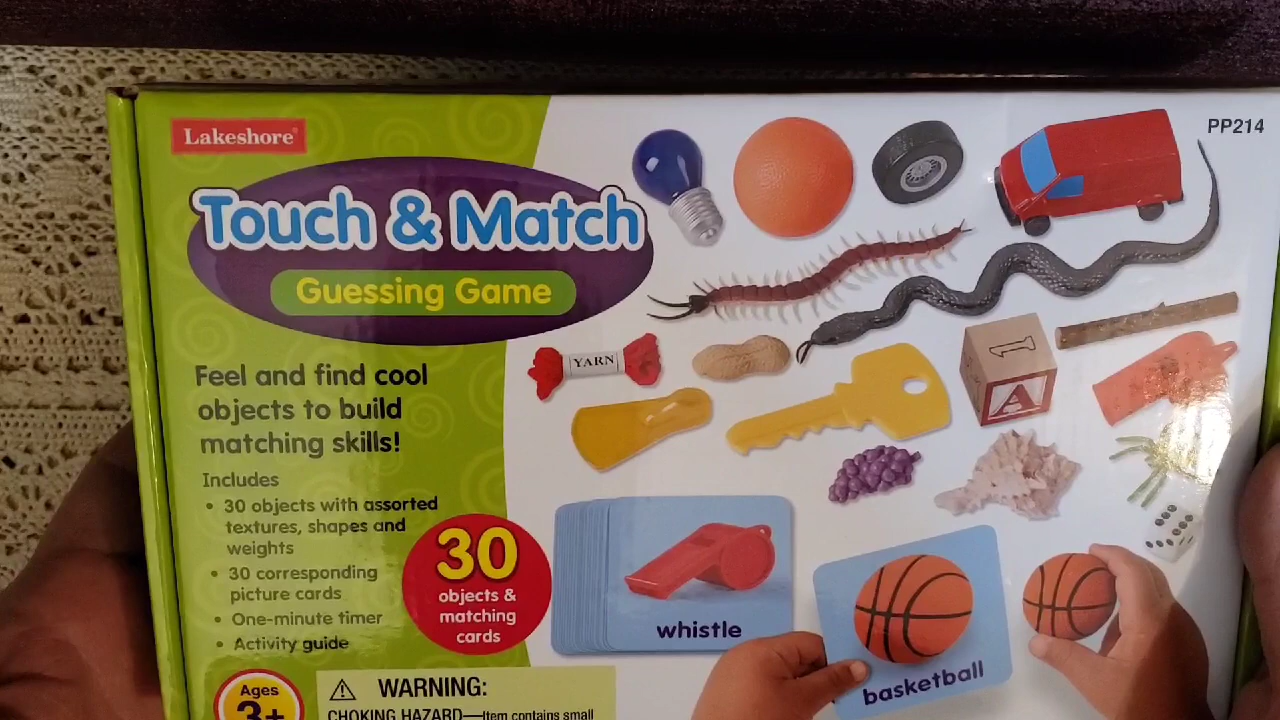 Lakeshore®
PP214
Touch & Match
Guessing Game
Feel and find cool
objects to build
matching skills!
Includes
• 30 objects with assorted
textures, shapes and
weights
• 30 corresponding
picture cards
• One-minute timer
• Activity guide
30
objects &
matching
cards
YARN
1
A
whistle
basketball
Ages
3+
WARNING:
CHOKING HAZARD—Item contains small